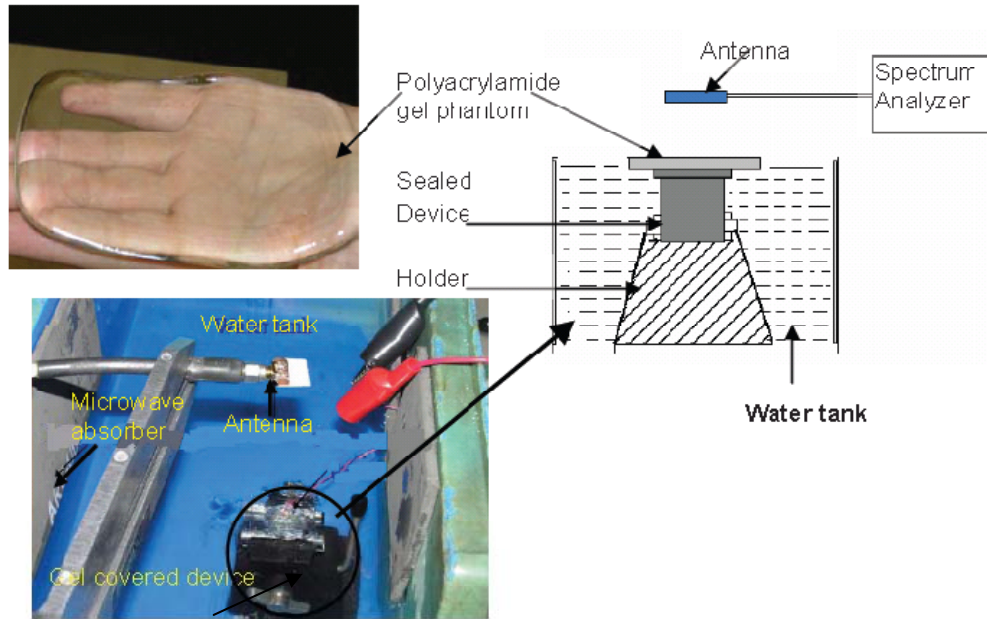 Polyacrylamide
gel phantom
Antenna
Spectrum
Analyzer
Sealed
Device
Holder
Water tank
Water tank
Antenna
Microwave
absorber
Gel covered device